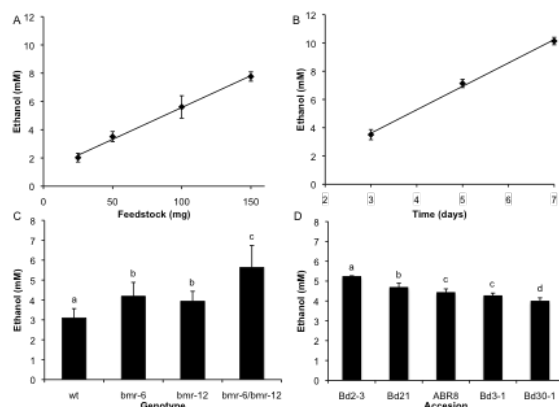 A
12
10
8
6
4
2
0
Ethanol (mM)
0 50 100 150
Feedstock (mg)
B
12
10
8
6
4
2
0
Ethanol (mM)
2 3 4 5 6 7
Time (days)
C
8
7
6
5
4
3
2
1
0
Ethanol (mM)
a b b c
wt bmr-6 bmr-12 bmr-6/bmr-12
Genotype
D
8
7
6
5
4
3
2
1
0
Ethanol (mM)
a b c c d
Bd2-3 Bd21 ABR8 Bd3-1 Bd30-1
Accesion